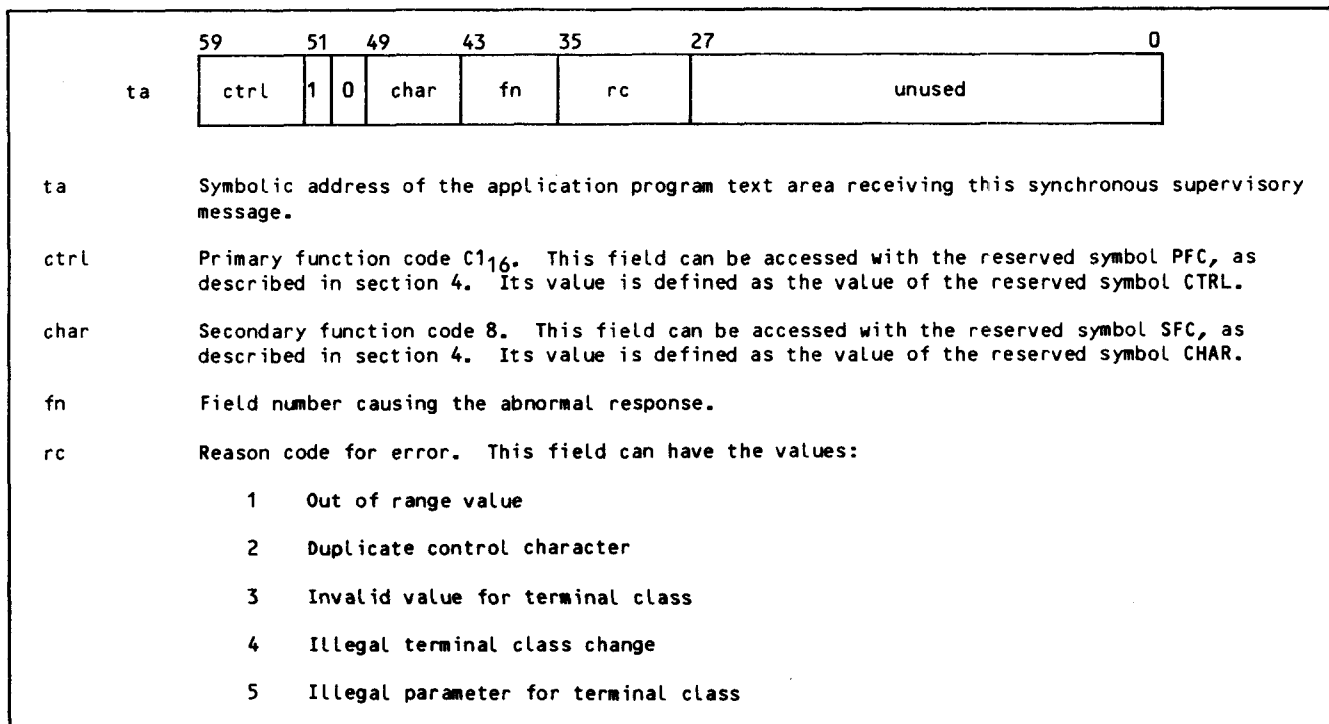 59 51 49 43 35 27 0
ta ctrl 1 0 char fn rc unused
ta Symbolic address of the application program text area receiving this synchronous supervisory
message.
ctrl Primary function code C1₁₆. This field can be accessed with the reserved symbol PFC, as
described in section 4. Its value is defined as the value of the reserved symbol CTRL.
char Secondary function code 8. This field can be accessed with the reserved symbol SFC, as
described in section 4. Its value is defined as the value of the reserved symbol CHAR.
fn Field number causing the abnormal response.
rc Reason code for error. This field can have the values:
1 Out of range value
2 Duplicate control character
3 Invalid value for terminal class
4 Illegal terminal class change
5 Illegal parameter for terminal class